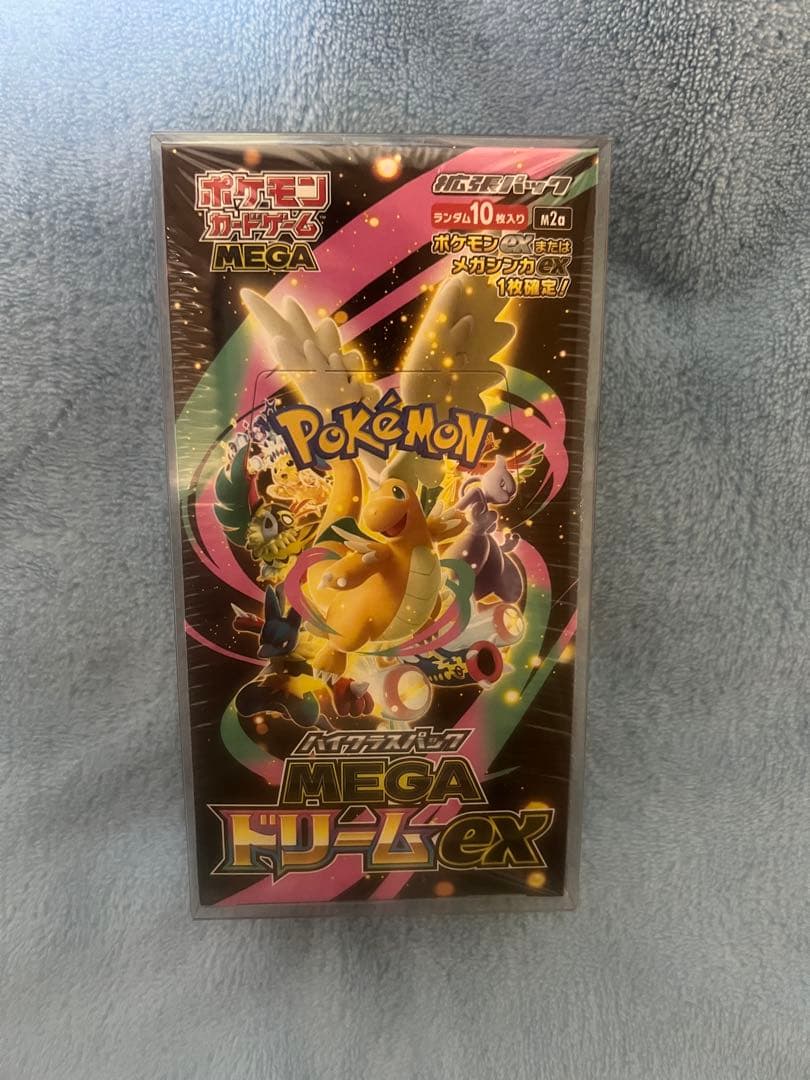 ポケモン
カードゲーム
MEGA
拡張パック
ランダム10枚入り
M2a
ポケモンexまたは
メガシンカex
1枚確定!
POKéMON
ハイクラスパック
MEGA
ドリームex